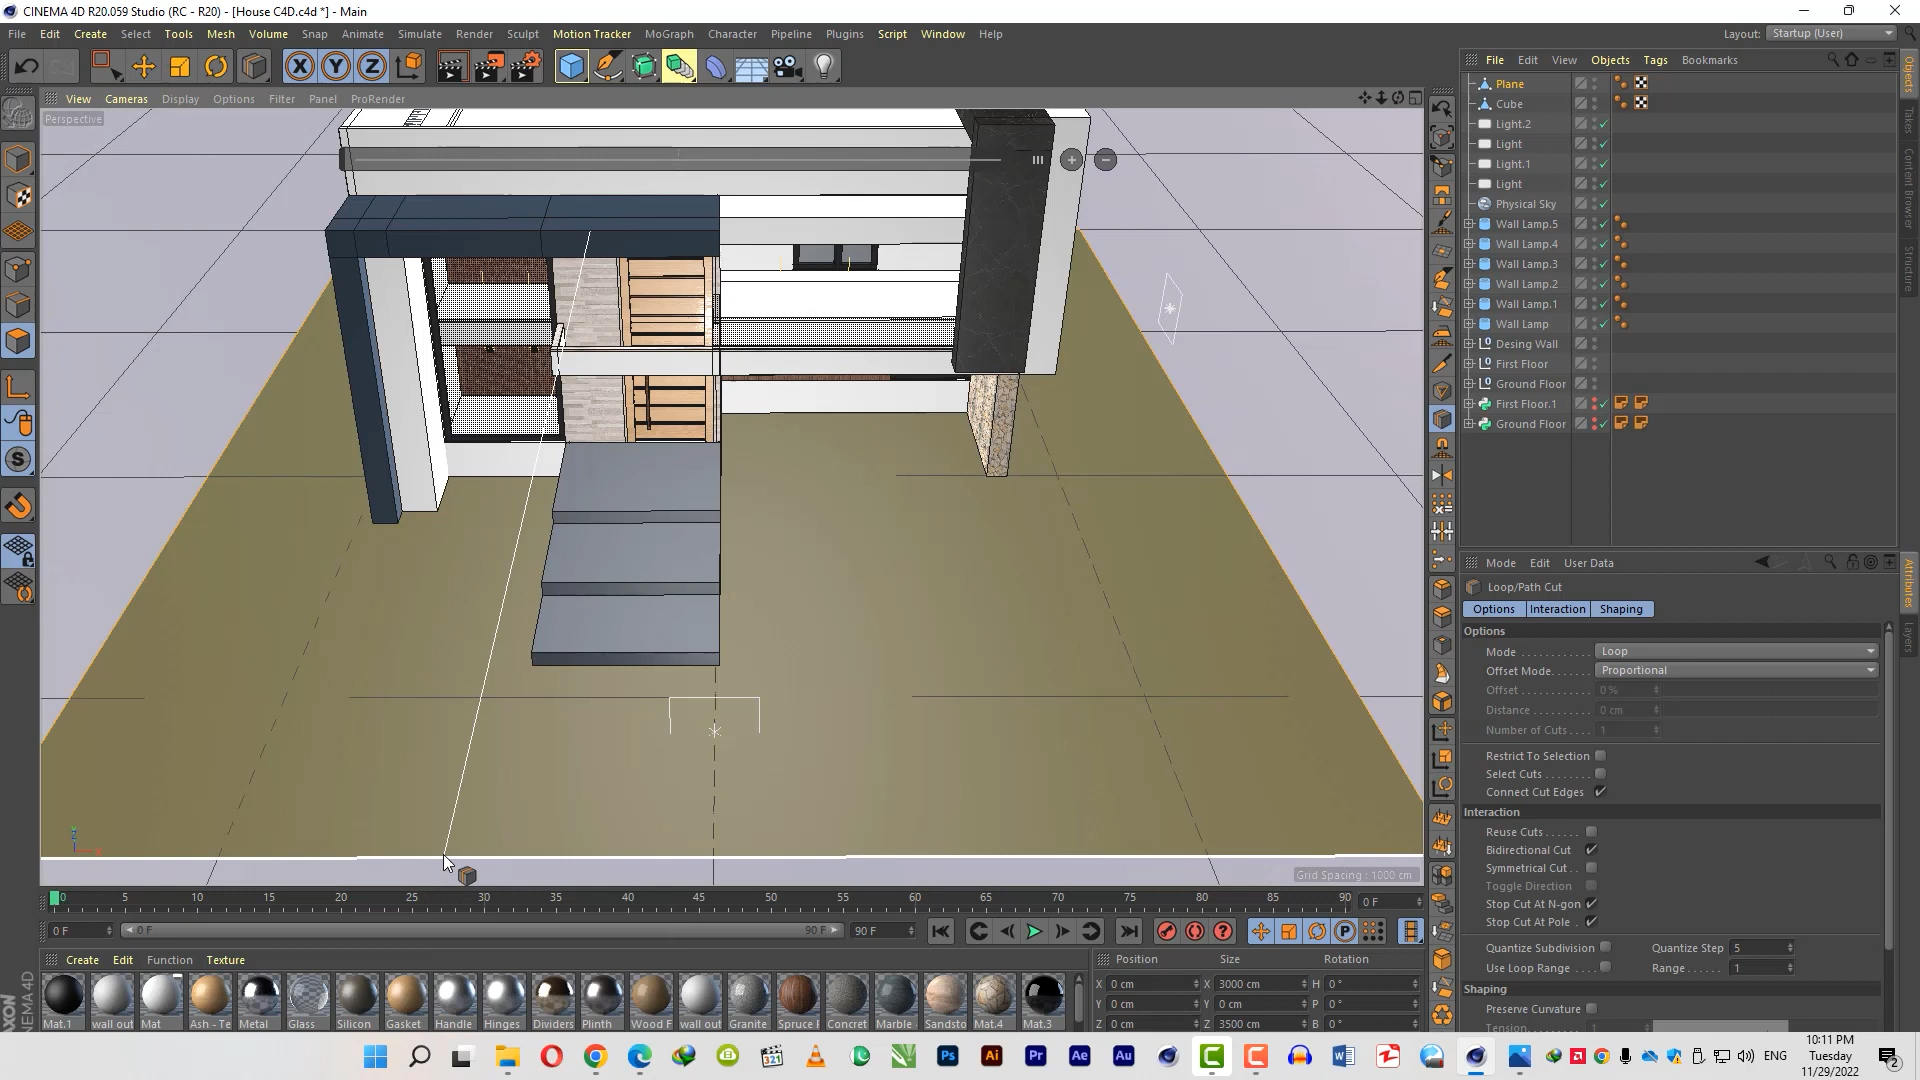 CINEMA 4D R20.059 Studio (RC - R20) - [House C4D.c4d *] - Main
File Edit Create Select Tools Mesh Volume Snap Animate Simulate Render Sculpt Motion Tracker MoGraph Character Pipeline Plugins Script Window Help
Layout: Startup (User)
X Y Z
File Edit View Objects Tags Bookmarks
View Cameras Display Options Filter Panel ProRender
Perspective
Plane
Cube
Light.2
Light
Light.1
Light
Physical Sky
Wall Lamp.5
Wall Lamp.4
Wall Lamp.3
Wall Lamp.2
Wall Lamp.1
Wall Lamp
Desing Wall
First Floor
Ground Floor
First Floor.1
Ground Floor
Objects
Takes
Content Browser
Structure
Mode Edit User Data
Loop/Path Cut
Options Interaction Shaping
Options
Mode Loop
Offset Mode Proportional
Offset 0 %
Distance 0 cm
Number of Cuts 1
Restrict To Selection
Select Cuts
Connect Cut Edges
Interaction
Reuse Cuts
Bidirectional Cut
Symmetrical Cut
Toggle Direction
Stop Cut At N-gon
Stop Cut At Pole
Quantize Subdivision Quantize Step 5
Use Loop Range Range 1
Shaping
Preserve Curvature
Tension 1
Attributes
Layers
Grid Spacing : 1000 cm
0 5 10 15 20 25 30 35 40 45 50 55 60 65 70 75 80 85 90 0 F
0 F 0 F 90 F 90 F
Create Edit Function Texture
Position Size Rotation
X 0 cm X 3000 cm H 0 °
Y 0 cm Y 0 cm P 0 °
Z 0 cm Z 3500 cm B 0 °
Mat.1 wall out Mat Ash - Te Metal Glass Silicon Gasket Handle Hinges Dividers Plinth Wood F wall out Granite Spruce F Concret Marble Sandsto Mat.4 Mat.3
ENG
10:11 PM
Tuesday
11/29/2022